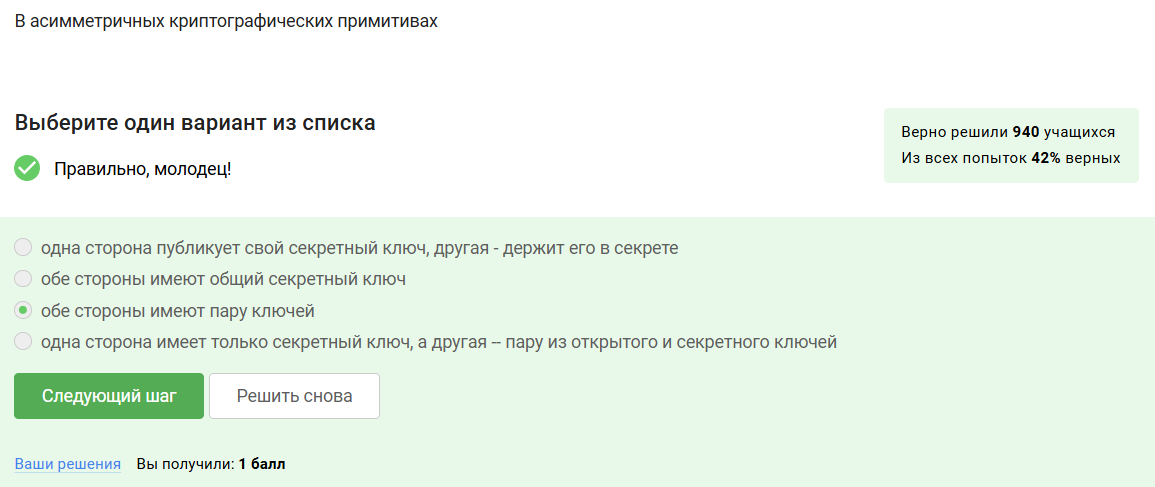 В асимметричных криптографических примитивах
Выберите один вариант из списка
Правильно, молодец!
Верно решили 940 учащихся
Из всех попыток 42% верных
одна сторона публикует свой секретный ключ, другая - держит его в секрете
обе стороны имеют общий секретный ключ
обе стороны имеют пару ключей
одна сторона имеет только секретный ключ, а другая -- пару из открытого и секретного ключей
Следующий шаг
Решить снова
Ваши решения Вы получили: 1 балл